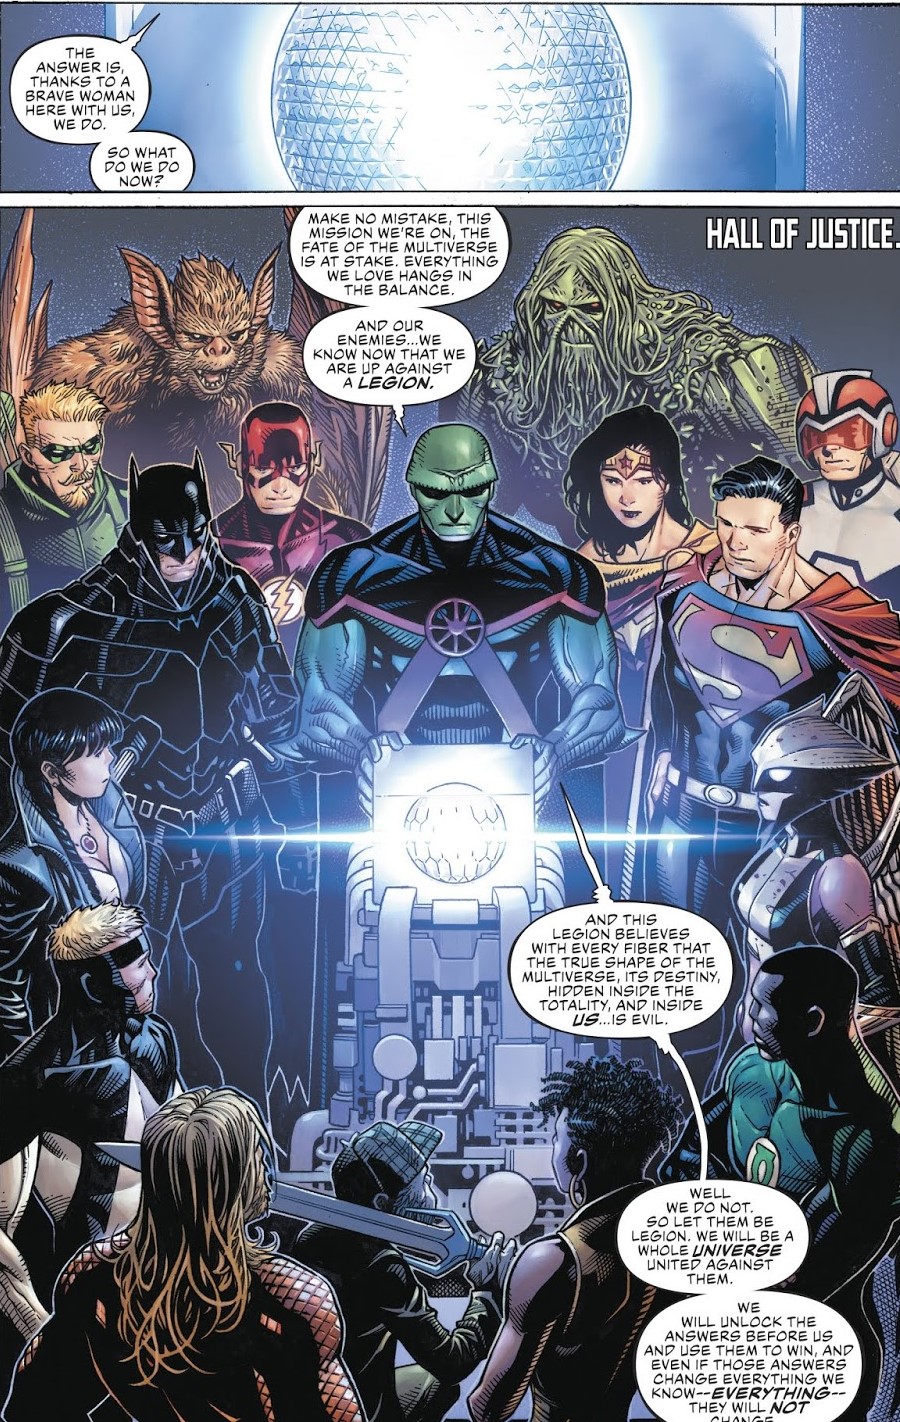 THE
ANSWER IS,
THANKS TO A
BRAVE WOMAN
HERE WITH US,
WE DO.
SO WHAT
DO WE DO
NOW?
HALL OF JUSTICE.
MAKE NO MISTAKE, THIS
MISSION WE'RE ON, THE
FATE OF THE MULTIVERSE
IS AT STAKE. EVERYTHING
WE LOVE HANGS IN
THE BALANCE.
AND OUR
ENEMIES...WE
KNOW NOW THAT WE
ARE UP AGAINST
A LEGION.
AND THIS
LEGION BELIEVES
WITH EVERY FIBER THAT
THE TRUE SHAPE OF THE
MULTIVERSE, ITS DESTINY,
HIDDEN INSIDE THE
TOTALITY, AND INSIDE
US...IS EVIL.
WELL
WE DO NOT.
SO LET THEM BE
LEGION. WE WILL BE A
WHOLE UNIVERSE
UNITED AGAINST
THEM.
WE
WILL UNLOCK THE
ANSWERS BEFORE US
AND USE THEM TO WIN, AND
EVEN IF THOSE ANSWERS
CHANGE EVERYTHING WE
KNOW--EVERYTHING--
THEY WILL NOT
CHANGE